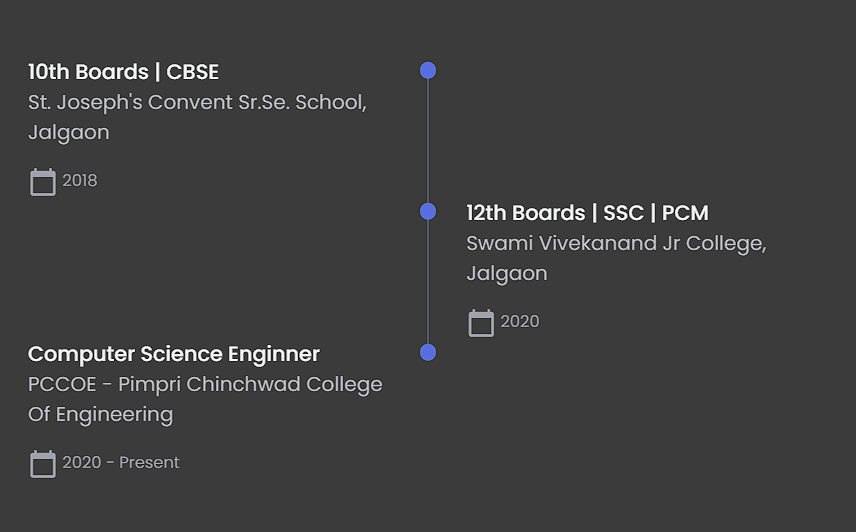 10th Boards | CBSE
St. Joseph's Convent Sr.Se. School,
Jalgaon
2018
12th Boards | SSC | PCM
Swami Vivekanand Jr College,
Jalgaon
2020
Computer Science Enginner
PCCOE - Pimpri Chinchwad College
Of Engineering
2020 - Present